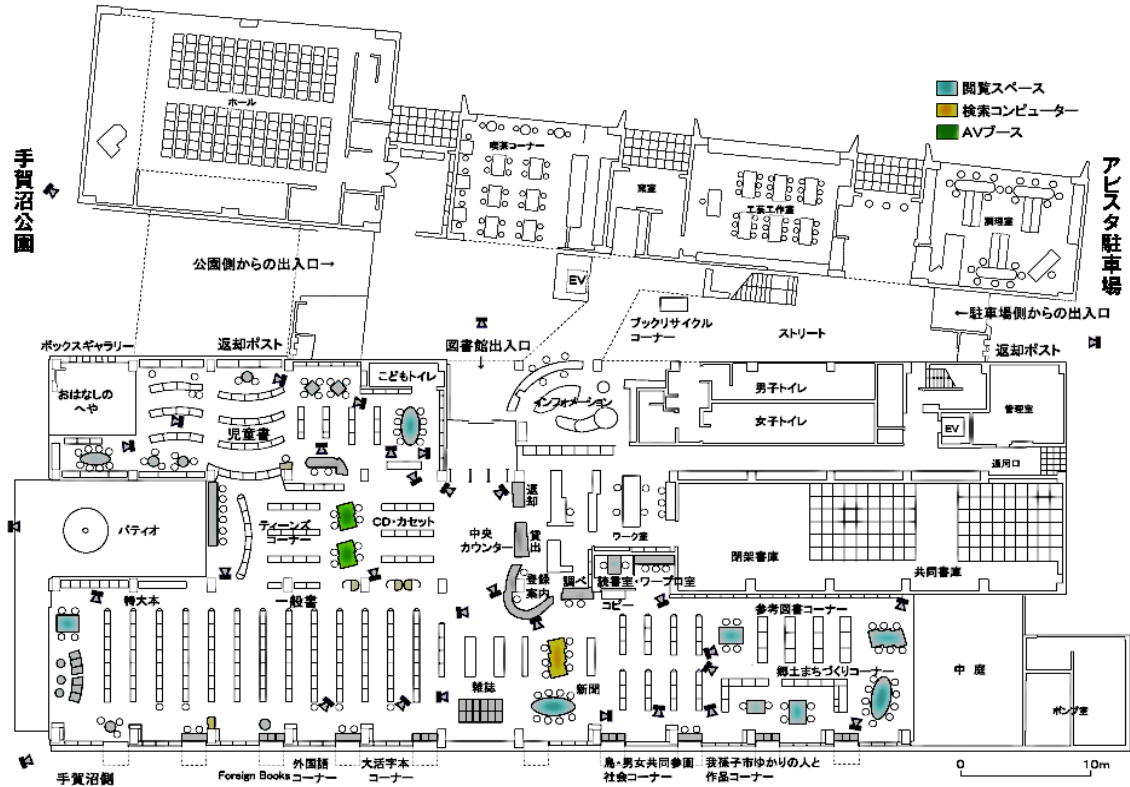 閲覧スペース
検索コンピューター
AVブース
手賀沼公園
アビスタ駐車場
ホール
喫茶コーナー
工芸工作室
調理室
公園側からの出入口→
EV
ブックリサイクル
コーナー
ストリート
←駐車場側からの出入口
ボックスギャラリー
返却ポスト
図書館出入口
↓
返却ポスト
おはなしの
へや
こどもトイレ
インフォメーション
男子トイレ
女子トイレ
管理室
EV
通用口
児童書
パティオ
ティーンズ
コーナー
CD・カセット
中央
カウンター
返却
貸出
登録
案内
調べ
読書室・ワープロ室
コピー
ワーク室
閉架書庫
共同書庫
特大本
一般書
参考図書コーナー
郷土まちづくりコーナー
雑誌
新聞
中庭
ポンプ室
手賀沼側
Foreign Books
外国語
コーナー
大活字本
コーナー
鳥・男女共同参画
社会コーナー
我孫子市ゆかりの人と
作品コーナー
0
10m